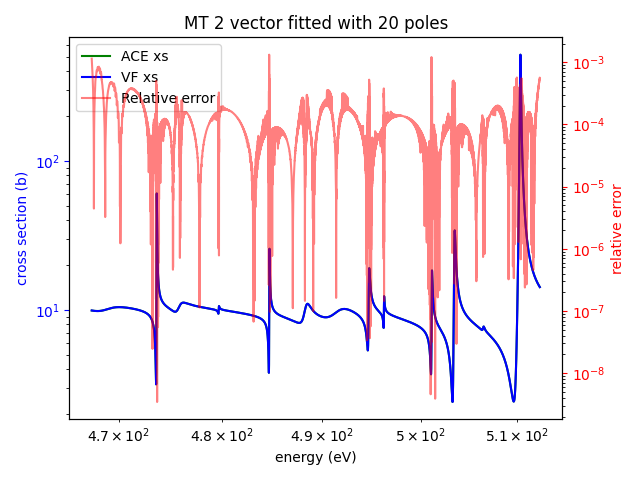 MT 2 vector fitted with 20 poles
ACE xs
VF xs
Relative error
cross section (b)
10²
10¹
relative error
10⁻³
10⁻⁴
10⁻⁵
10⁻⁶
10⁻⁷
10⁻⁸
4.7 × 10² 4.8 × 10² 4.9 × 10² 5 × 10² 5.1 × 10²
energy (eV)